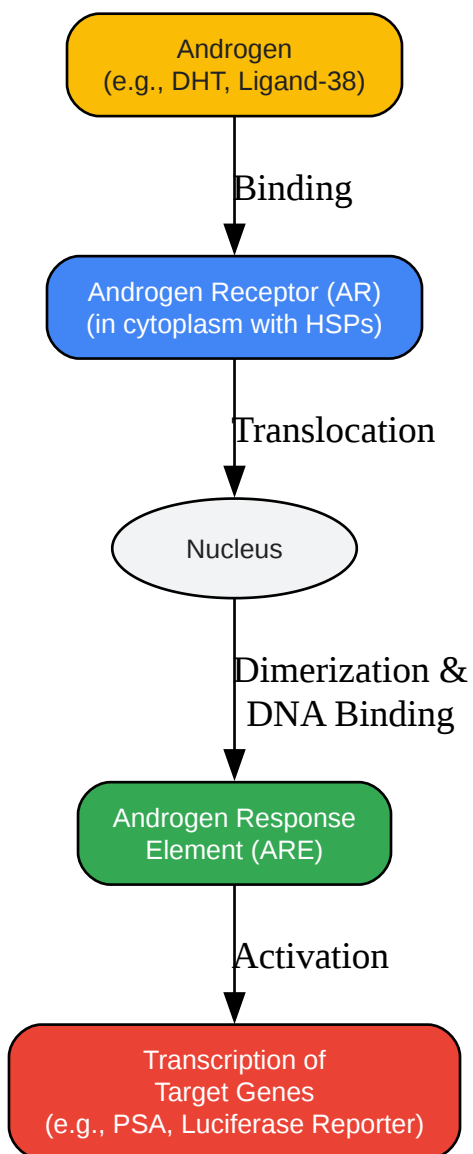 Androgen
(e.g., DHT, Ligand-38)
Binding
Androgen Receptor (AR)
(in cytoplasm with HSPs)
Translocation
Nucleus
Dimerization &
DNA Binding
Androgen Response
Element (ARE)
Activation
Transcription of
Target Genes
(e.g., PSA, Luciferase Reporter)